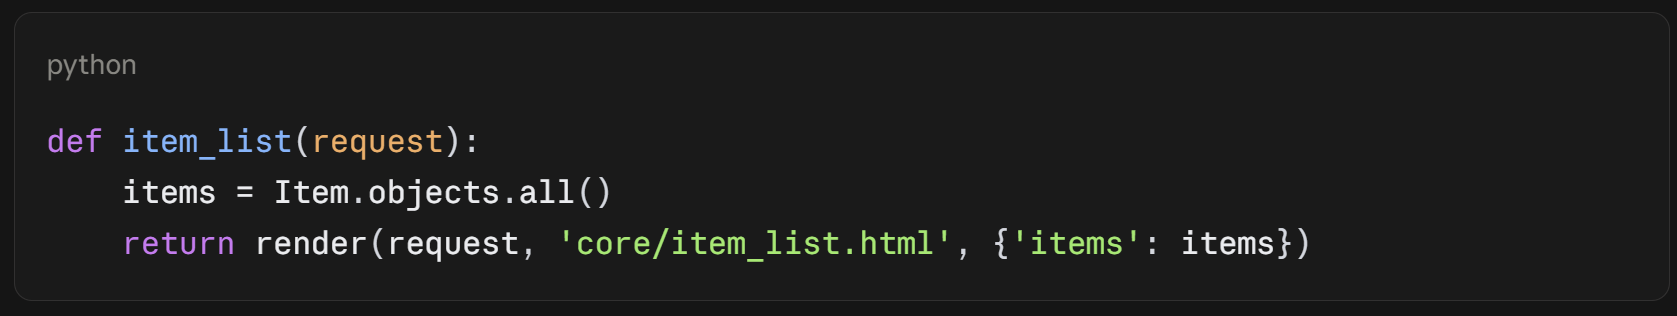 python
def item_list(request):
    items = Item.objects.all()
    return render(request, 'core/item_list.html', {'items': items})